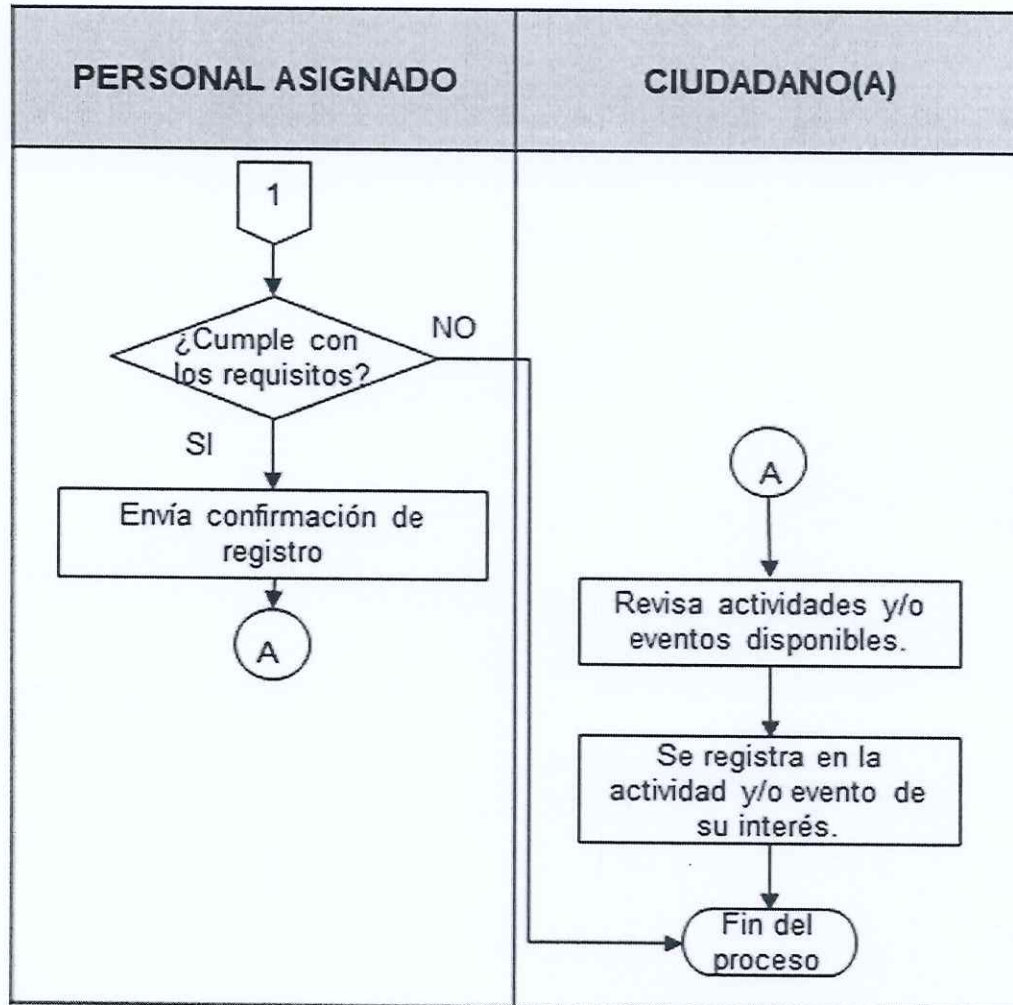 PERSONAL ASIGNADO
CIUDADANO(A)
1
¿Cumple con
los requisitos?
NO
SI
Envía confirmación de
registro
A
A
Revisa actividades y/o
eventos disponibles.
Se registra en la
actividad y/o evento de
su interés.
Fin del
proceso